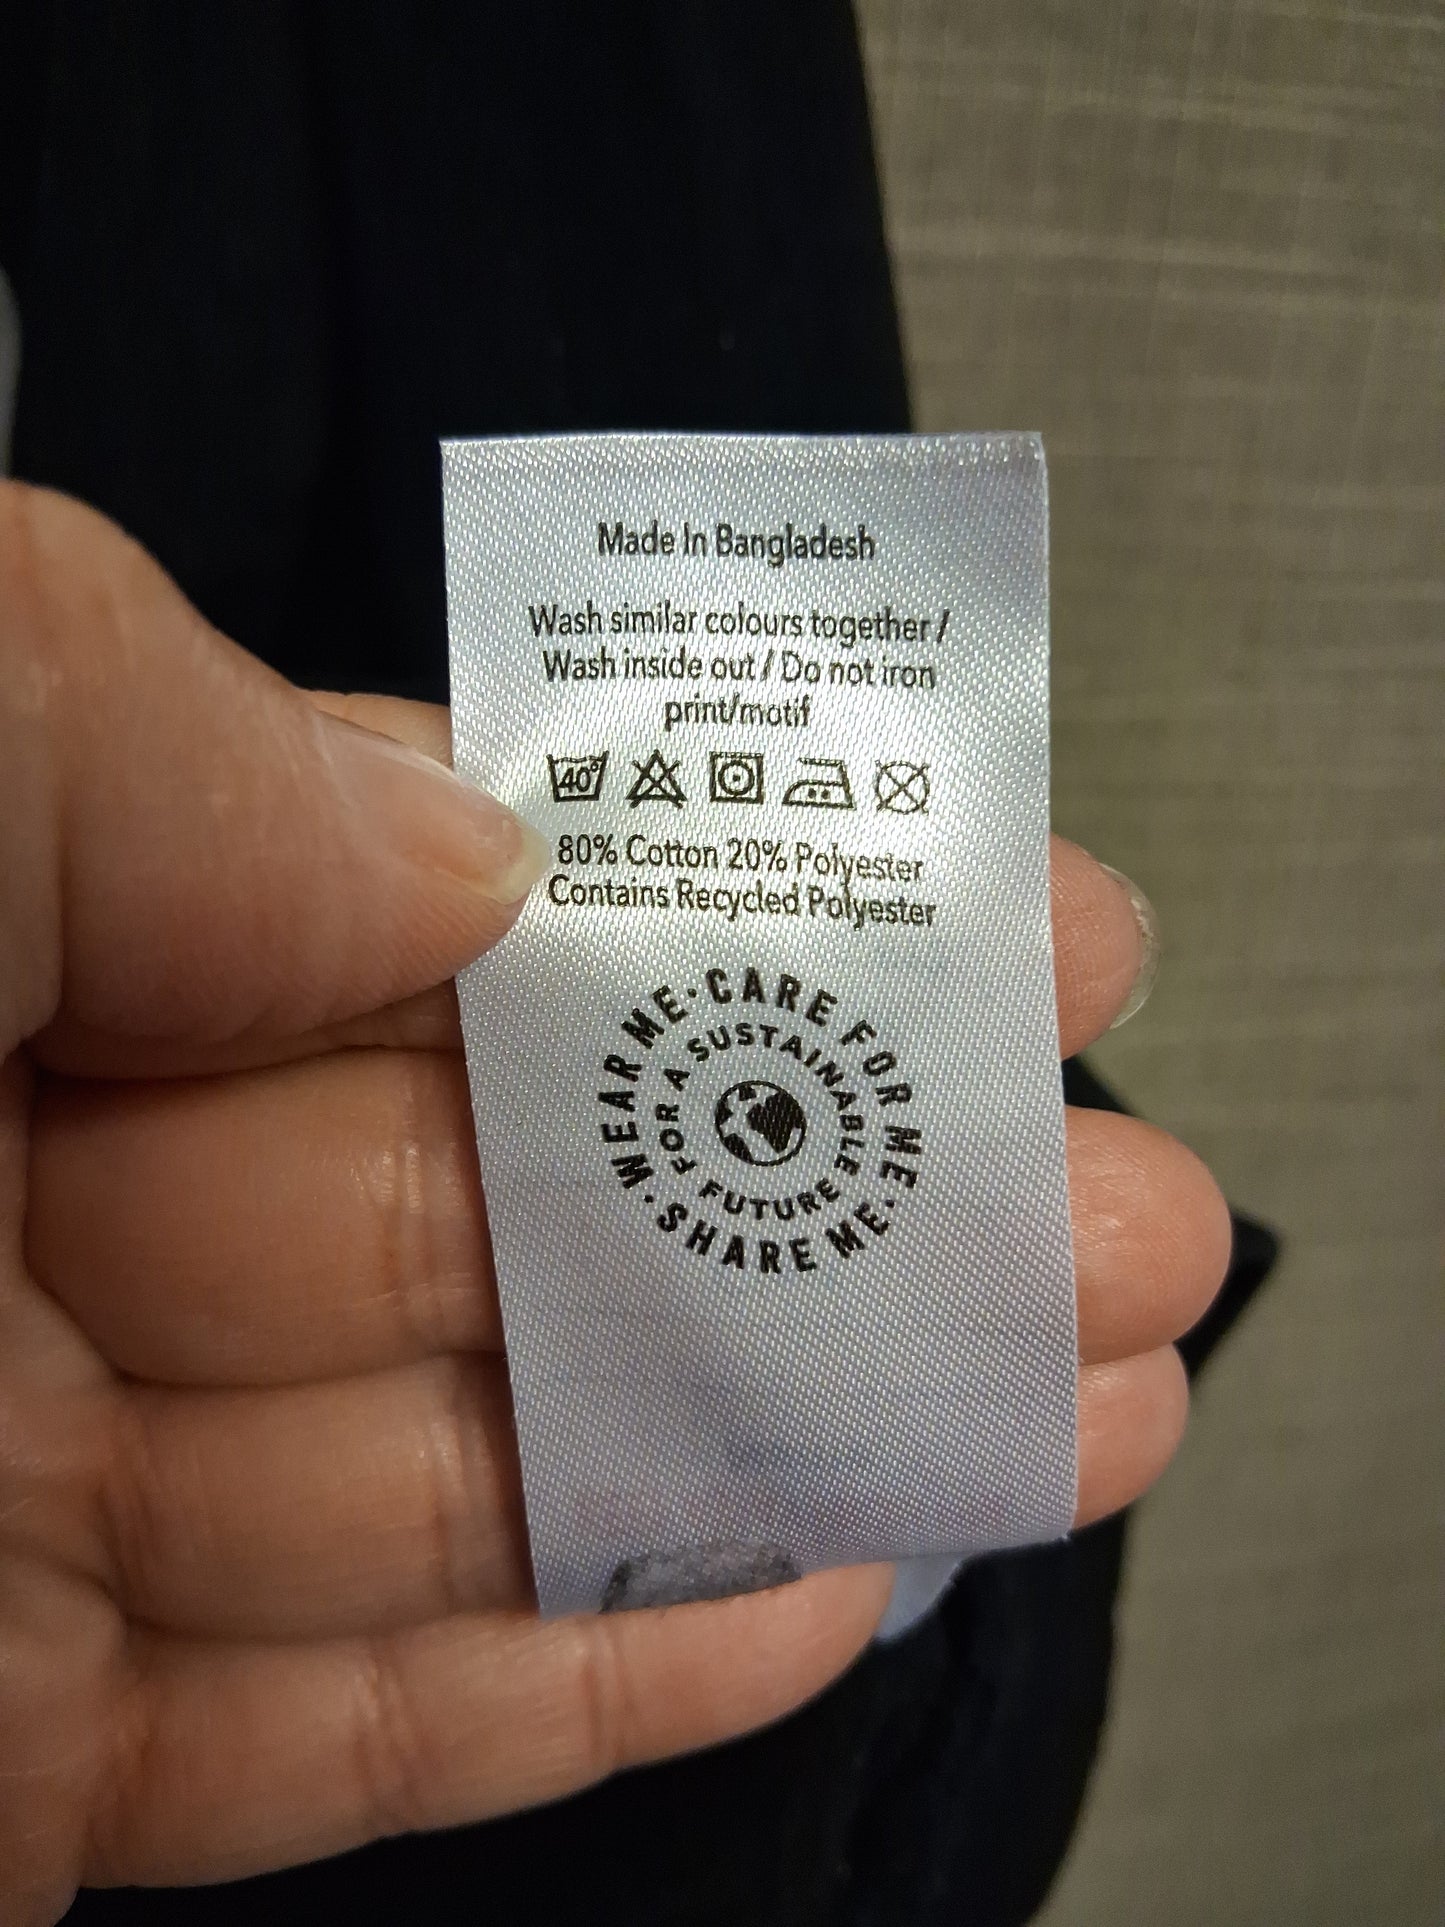 Made In Bangladesh
Wash similar colours together /
Wash inside out / Do not iron
print/motif
40°
80% Cotton 20% Polyester
Contains Recycled Polyester
WEAR ME · CARE FOR ME · SHARE ME ·
FOR A SUSTAINABLE FUTURE